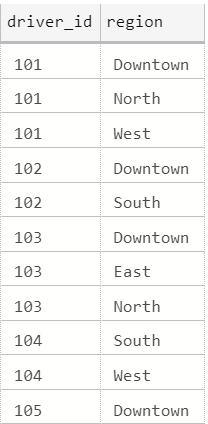 driver_id region
101 Downtown
101 North
101 West
102 Downtown
102 South
103 Downtown
103 East
103 North
104 South
104 West
105 Downtown